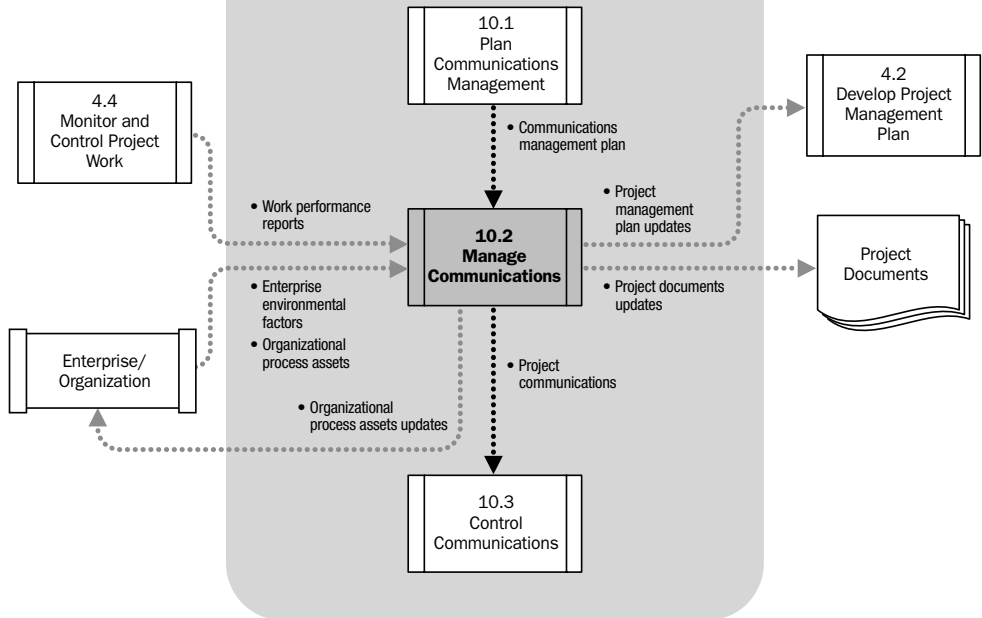 10.1
Plan
Communications
Management
4.4
Monitor and
Control Project
Work
4.2
Develop Project
Management
Plan
• Communications
management plan
• Work performance
reports
• Project
management
plan updates
10.2
Manage
Communications
Project
Documents
• Enterprise
environmental
factors
• Organizational
process assets
• Project documents
updates
Enterprise/
Organization
• Project
communications
• Organizational
process assets updates
10.3
Control
Communications